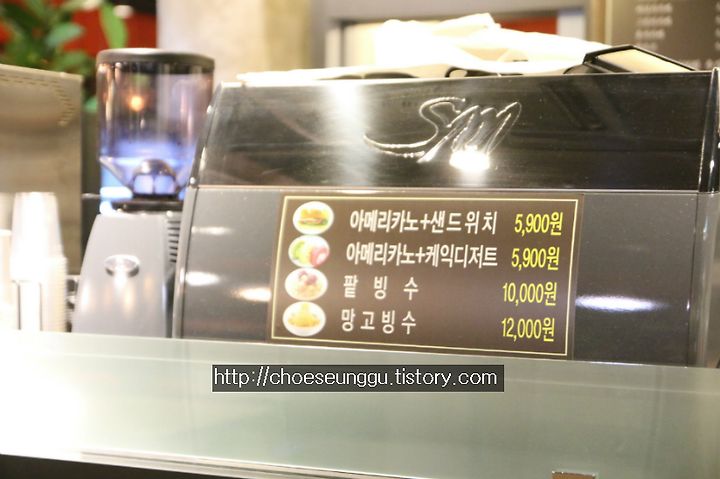 SM
아메리카노+샌드위치 5,900원
아메리카노+케익디저트 5,900원
팥빙수 10,000원
망고빙수 12,000원
http://choeseunggu.tistory.com